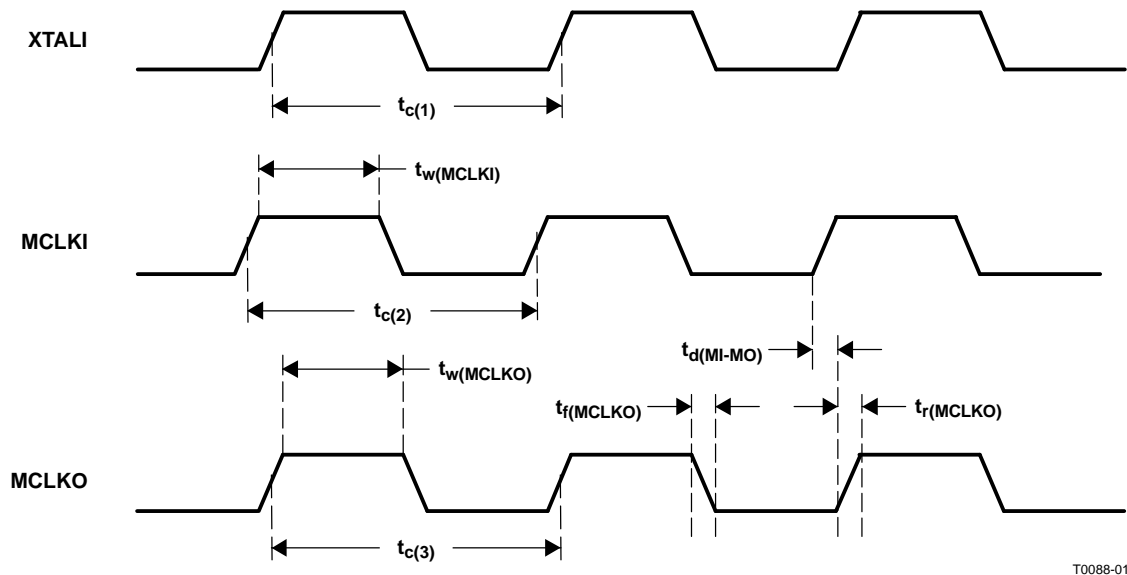 XTALI
tc(1)
tw(MCLKI)
MCLKI
tc(2)
td(MI-MO)
tw(MCLKO)
tf(MCLKO)
tr(MCLKO)
MCLKO
tc(3)
T0088-01